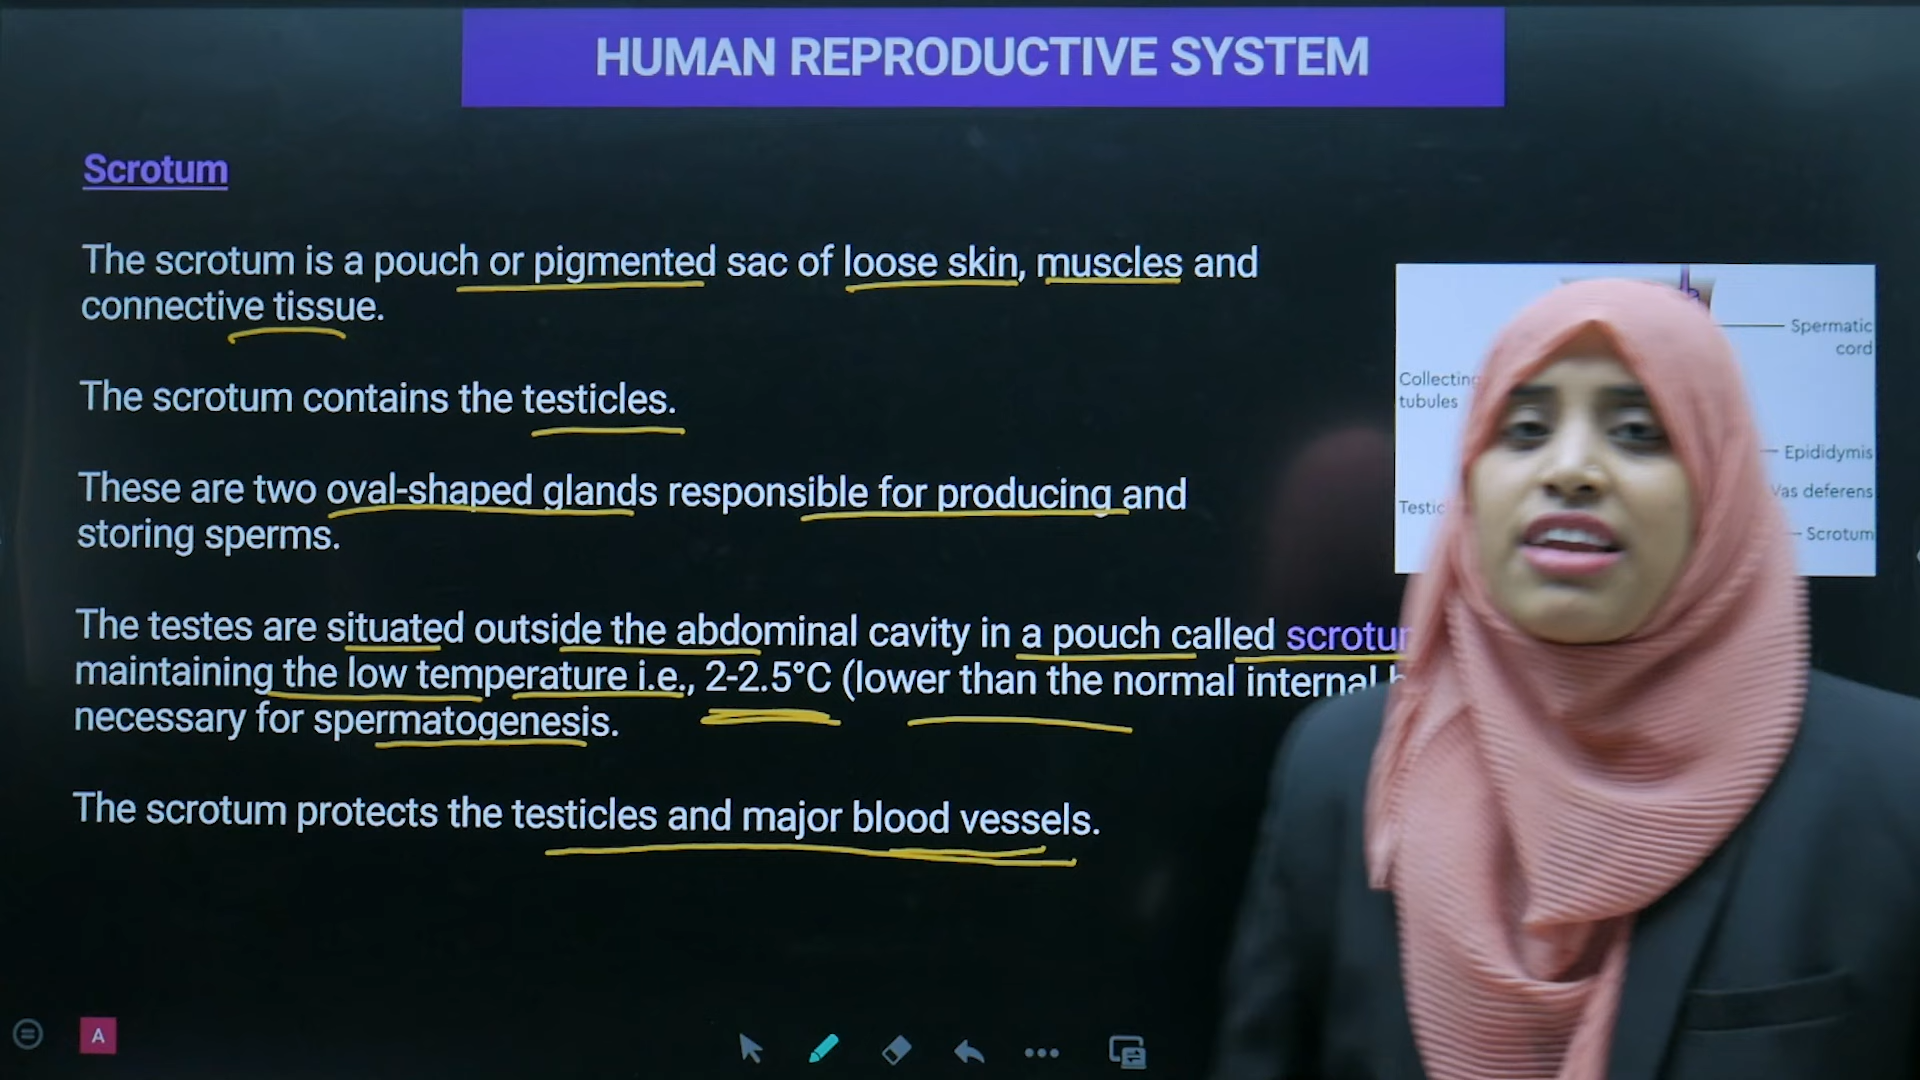 HUMAN REPRODUCTIVE SYSTEM
Scrotum
The scrotum is a pouch or pigmented sac of loose skin, muscles and
connective tissue.
The scrotum contains the testicles.
These are two oval-shaped glands responsible for producing and
storing sperms.
The testes are situated outside the abdominal cavity in a pouch called
maintaining the low temperature i.e., 2-2.5°C (lower than the normal internal
necessary for spermatogenesis.
The scrotum protects the testicles and major blood vessels.
Spermatic
cord
Collecting
tubules
Epididymis
Vas deferens
Scrotum
A